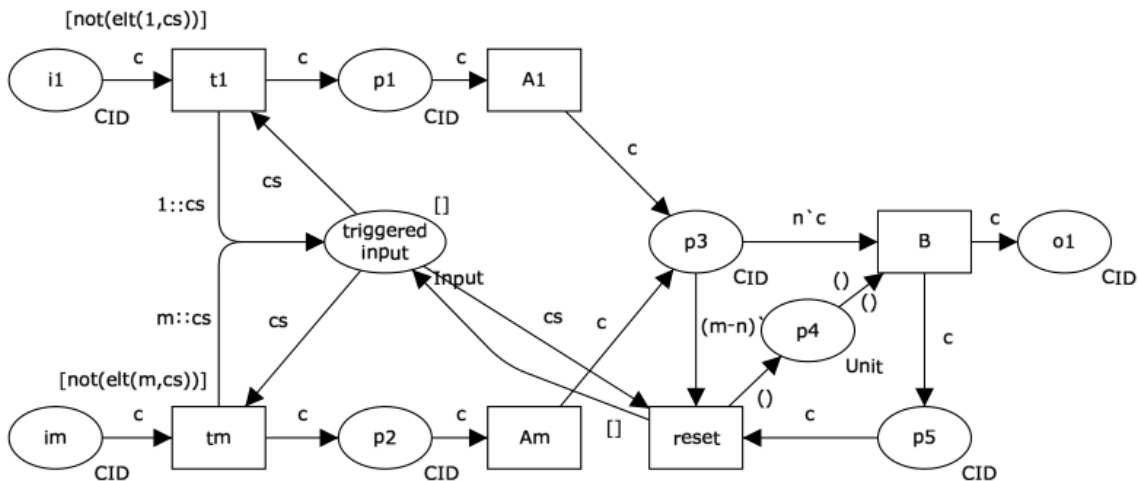 [not(elt(1,cs))]
i1
c
t1
c
p1
c
A1
CID
CID
c
1::cs
cs
[]
triggered
input
Input
p3
CID
n`c
B
c
o1
CID
()
()
p4
Unit
m::cs
cs
cs
c
(m-n)`
c
[not(elt(m,cs))]
im
c
tm
c
p2
c
Am
[]
reset
()
c
p5
CID
CID
CID